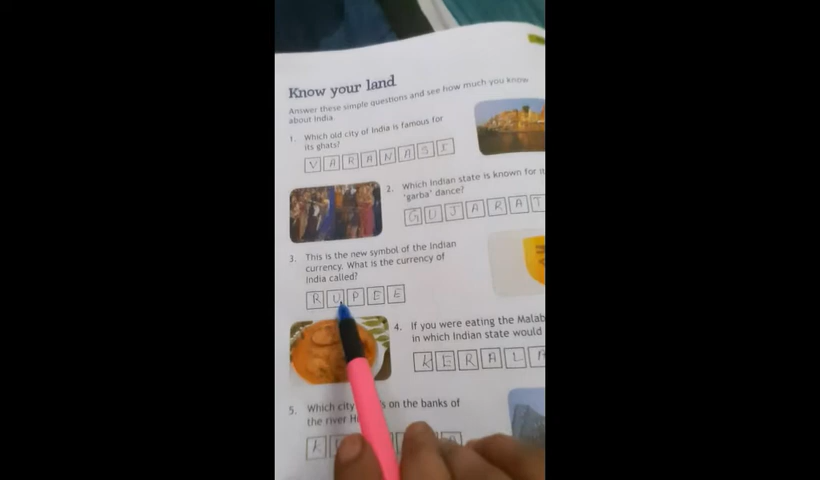 Know your land
Answer these simple questions and see how much you know
about India
1. Which old city of India is famous for
its ghats?
VARANASI
2. Which Indian state is known for
'garba' dance?
GUJARAT
3. This is the new symbol of the Indian
currency. What is the currency of
India called?
RUPEE
4. If you were eating the Malab
in which Indian state would
KERALA
5. Which city on the banks of
the river
K